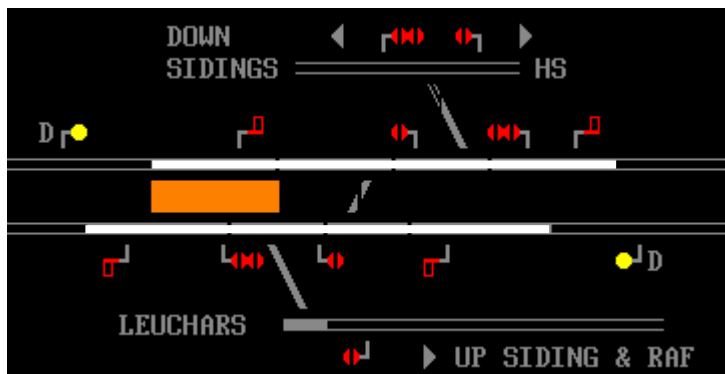 DOWN
SIDINGS HS
D
D
LEUCHARS
UP SIDING & RAF